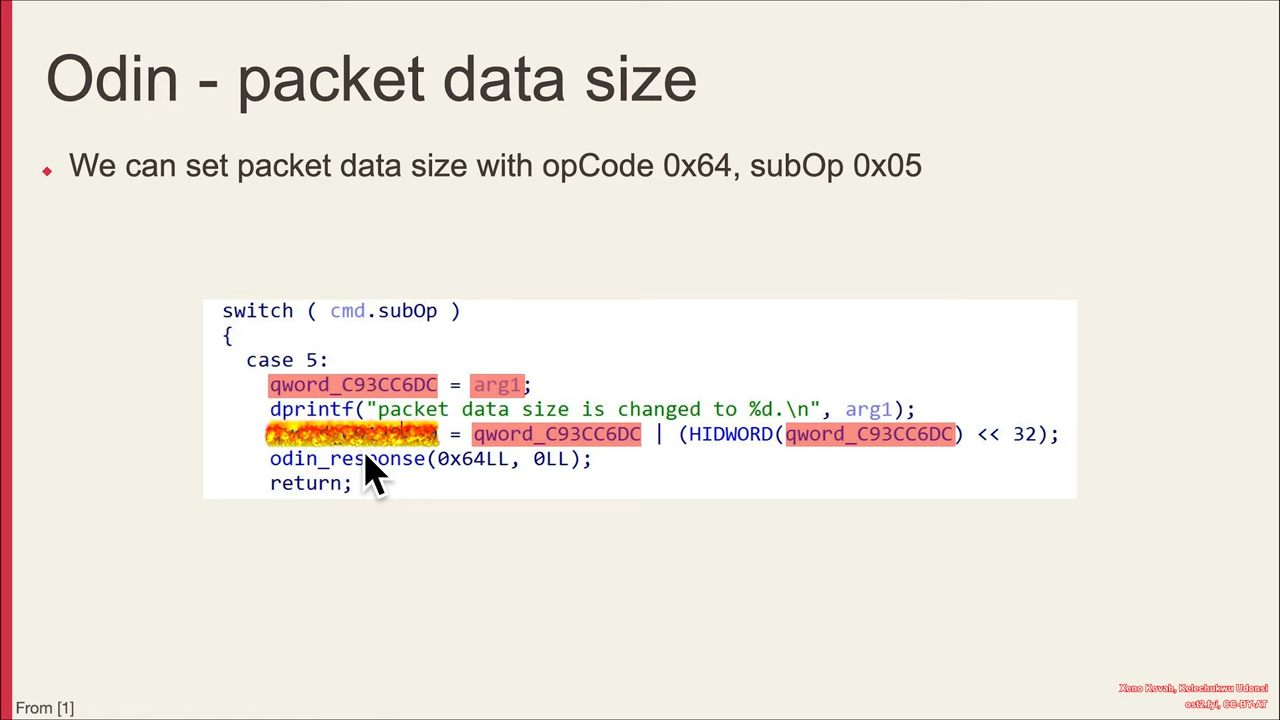 Odin - packet data size
We can set packet data size with opCode 0x64, subOp 0x05
switch ( cmd.subOp )
{
case 5:
qword_C93CC6DC = arg1;
dprintf("packet data size is changed to %d.\n", arg1);
= qword_C93CC6DC | (HIDWORD(qword_C93CC6DC) << 32);
odin_response(0x64LL, 0LL);
return;
From [1]
Xeno Kovah, Kelechukwu Udonsi
ost2.fyi, CC-BY-AT